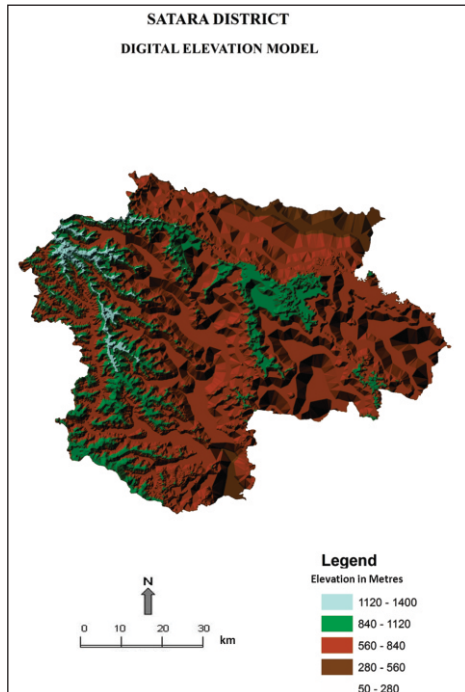 SATARA DISTRICT
DIGITAL ELEVATION MODEL
Legend
Elevation in Metres
1120 - 1400
840 - 1120
560 - 840
280 - 560
50 - 280
N
0 10 20 30
km